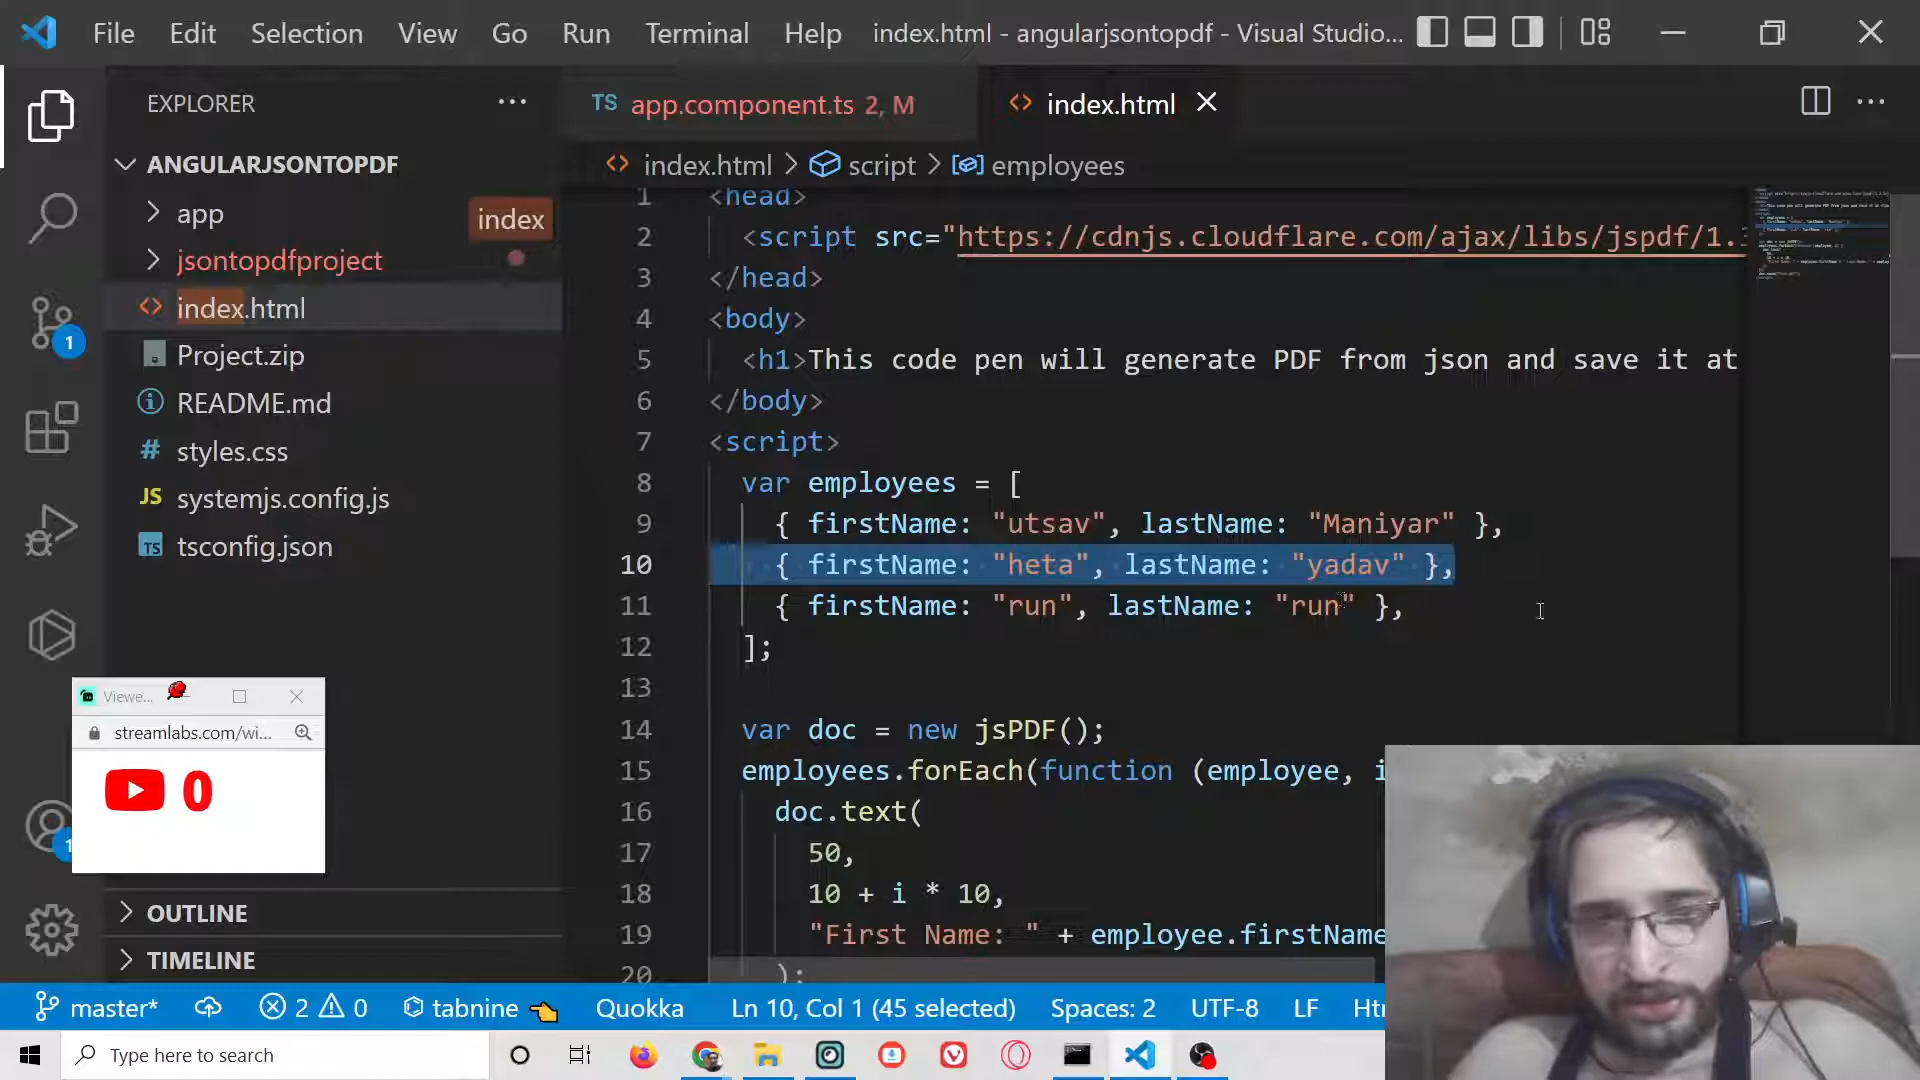 File Edit Selection View Go Run Terminal Help index.html - angularjsontopdf - Visual Studio...
EXPLORER
ANGULARJSONTOPDF
app
index
jsontopdfproject
index.html
Project.zip
README.md
styles.css
JS systemjs.config.js
TS tsconfig.json
OUTLINE
TIMELINE
1
1
Viewe...
streamlabs.com/wi...
0
TS app.component.ts 2, M
index.html
index.html > script > employees
1 <head>
2 <script src="https://cdnjs.cloudflare.com/ajax/libs/jspdf/1.
3 </head>
4 <body>
5 <h1>This code pen will generate PDF from json and save it at
6 </body>
7 <script>
8 var employees = [
9 { firstName: "utsav", lastName: "Maniyar" },
10 { firstName: "heta", lastName: "yadav" },
11 { firstName: "run", lastName: "run" },
12 ];
13
14 var doc = new jsPDF();
15 employees.forEach(function (employee, i
16 doc.text(
17 50,
18 10 + i * 10,
19 "First Name: " + employee.firstName
20 );
master* 2 0 tabnine Quokka Ln 10, Col 1 (45 selected) Spaces: 2 UTF-8 LF
Type here to search